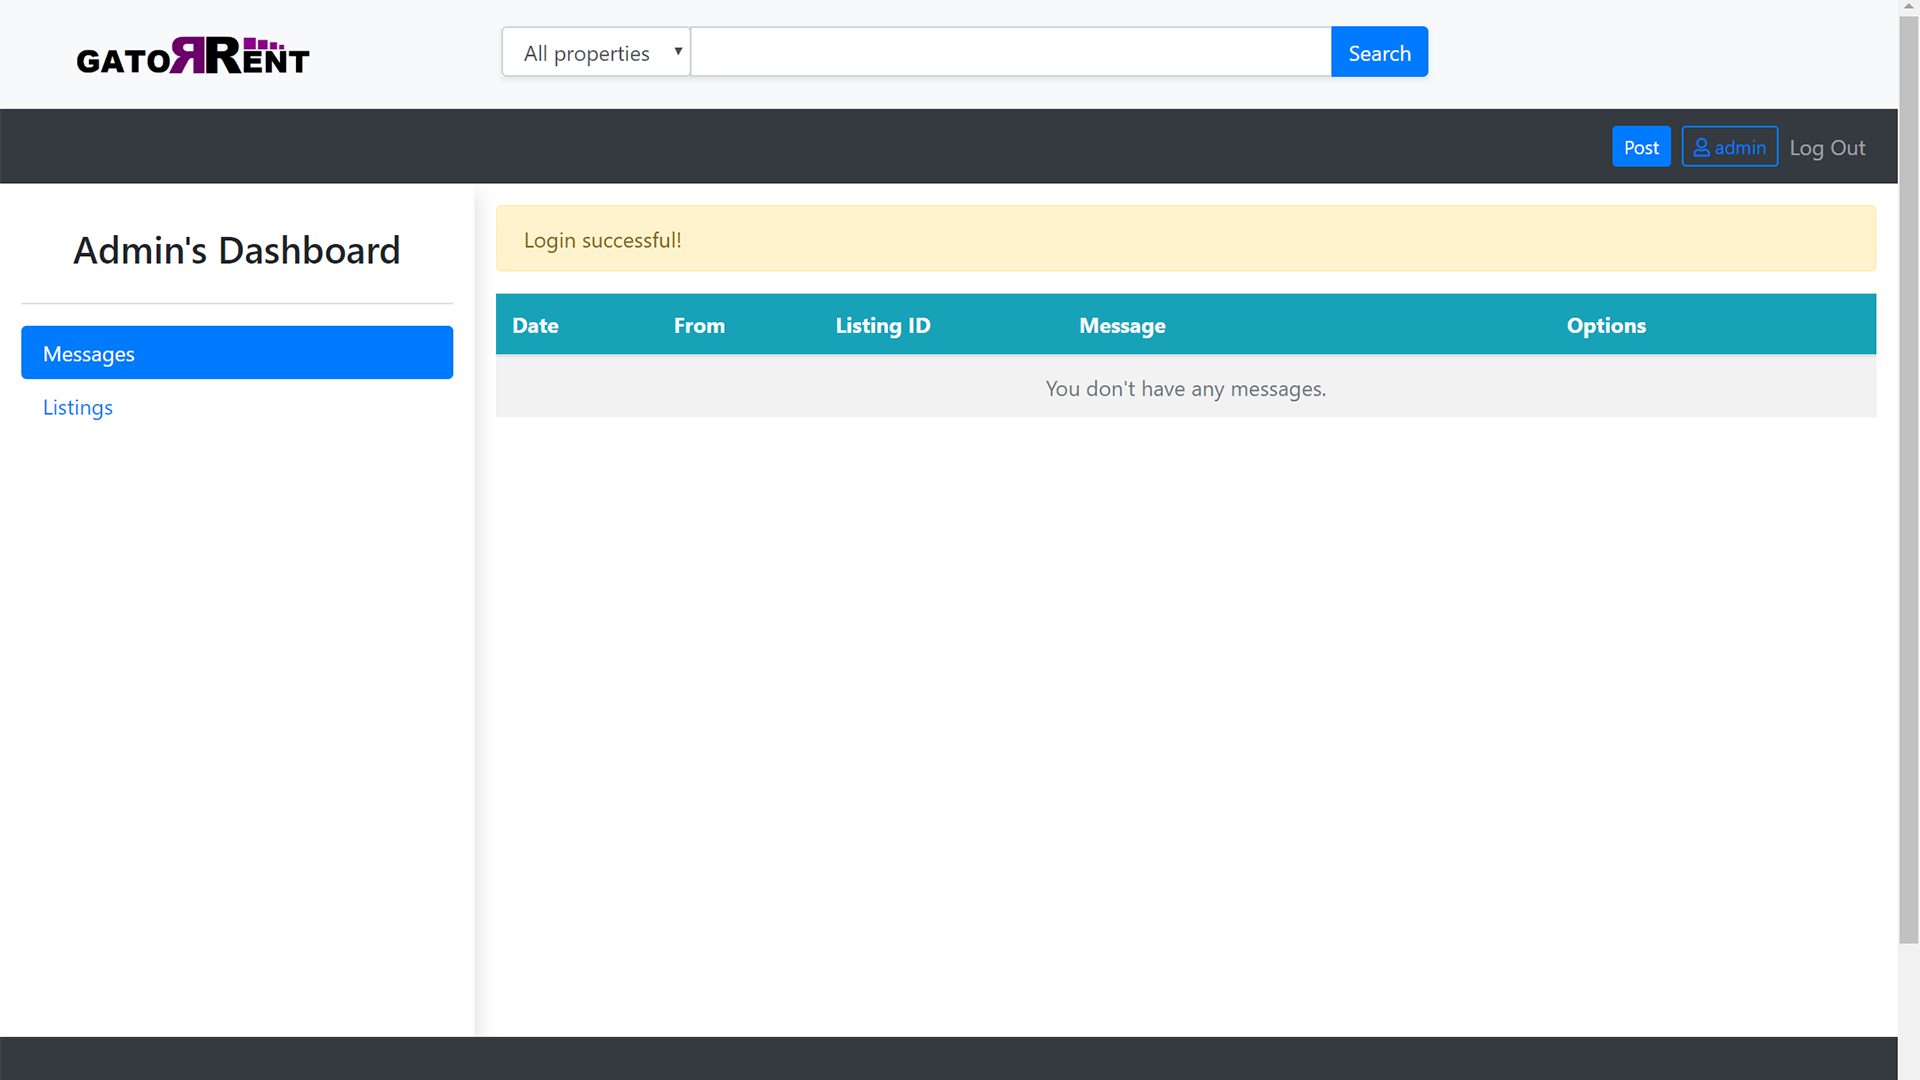 GATORRENT
All properties
Search
Post
admin
Log Out
Admin's Dashboard
Messages
Listings
Login successful!
Date From Listing ID Message Options
You don't have any messages.